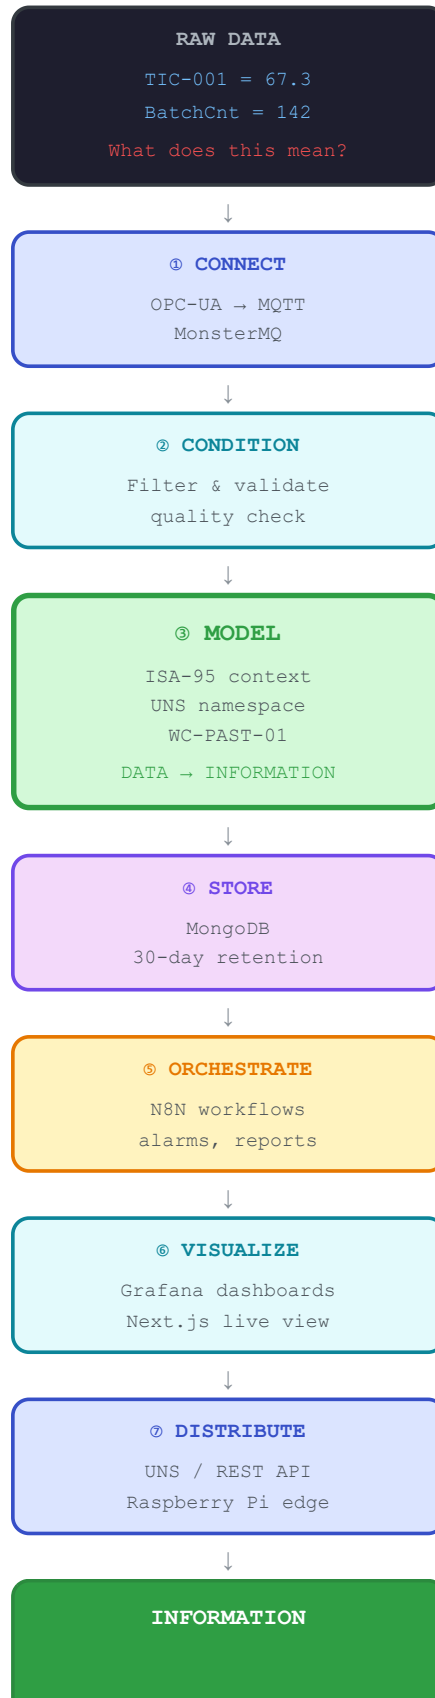 RAW DATA
TIC-001 = 67.3
BatchCnt = 142
What does this mean?
↓
① CONNECT
OPC-UA → MQTT
MonsterMQ
↓
② CONDITION
Filter & validate
quality check
↓
③ MODEL
ISA-95 context
UNS namespace
WC-PAST-01
DATA → INFORMATION
↓
④ STORE
MongoDB
30-day retention
↓
⑤ ORCHESTRATE
N8N workflows
alarms, reports
↓
⑥ VISUALIZE
Grafana dashboards
Next.js live view
↓
⑦ DISTRIBUTE
UNS / REST API
Raspberry Pi edge
↓
INFORMATION